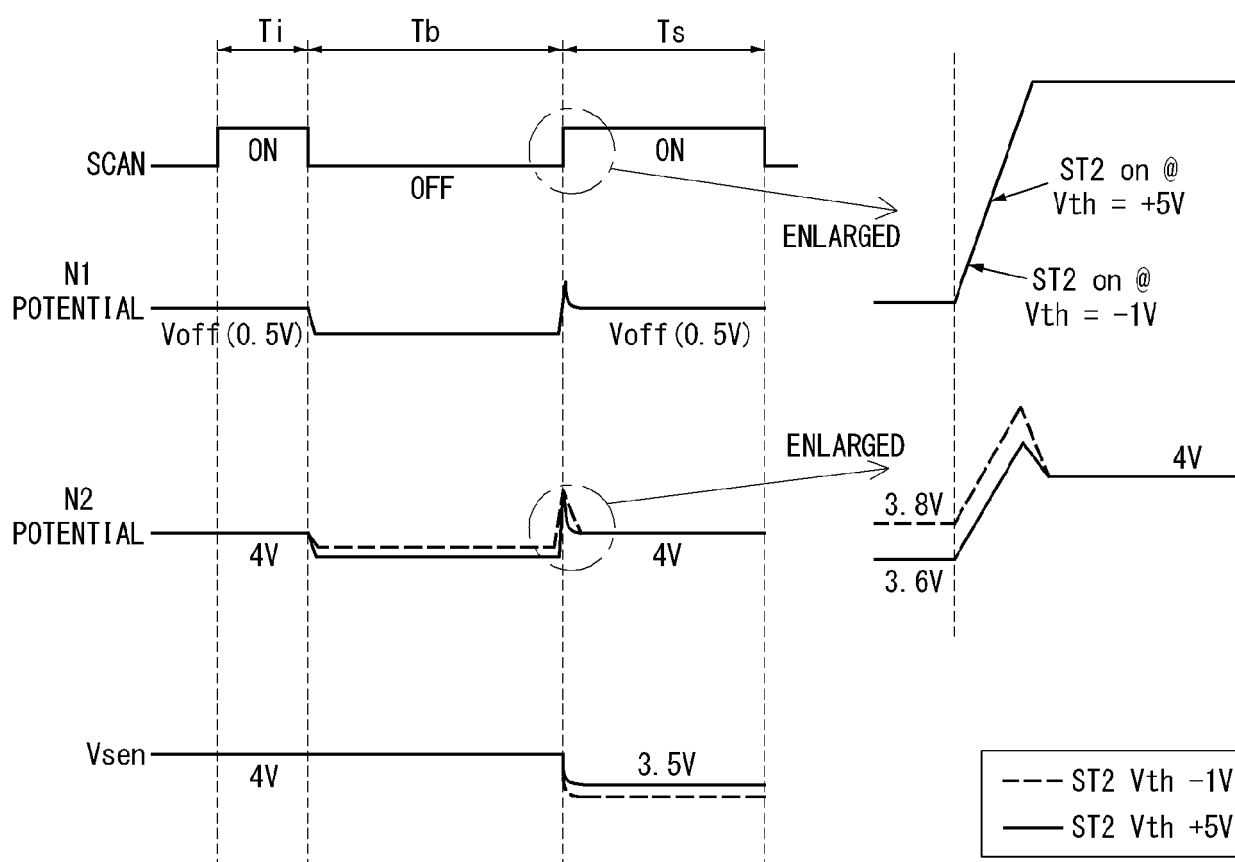 Ti Tb Ts
SCAN ON OFF ON
ENLARGED
ST2 on @
Vth = +5V
ST2 on @
Vth = -1V
N1
POTENTIAL
Voff(0.5V) Voff(0.5V)
ENLARGED
N2
POTENTIAL
4V 4V
3.8V
3.6V
4V
Vsen
4V 3.5V
ST2 Vth -1V
ST2 Vth +5V